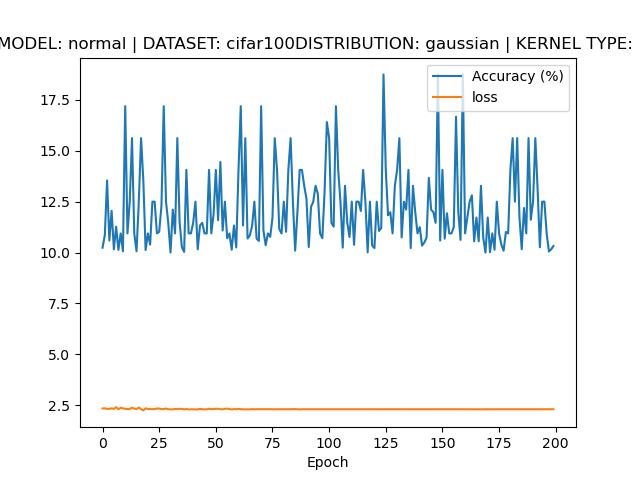 MODEL: normal | DATASET: cifar100DISTRIBUTION: gaussian | KERNEL TYPE:
Accuracy (%)
loss
17.5
15.0
12.5
10.0
7.5
5.0
2.5
0 25 50 75 100 125 150 175 200
Epoch